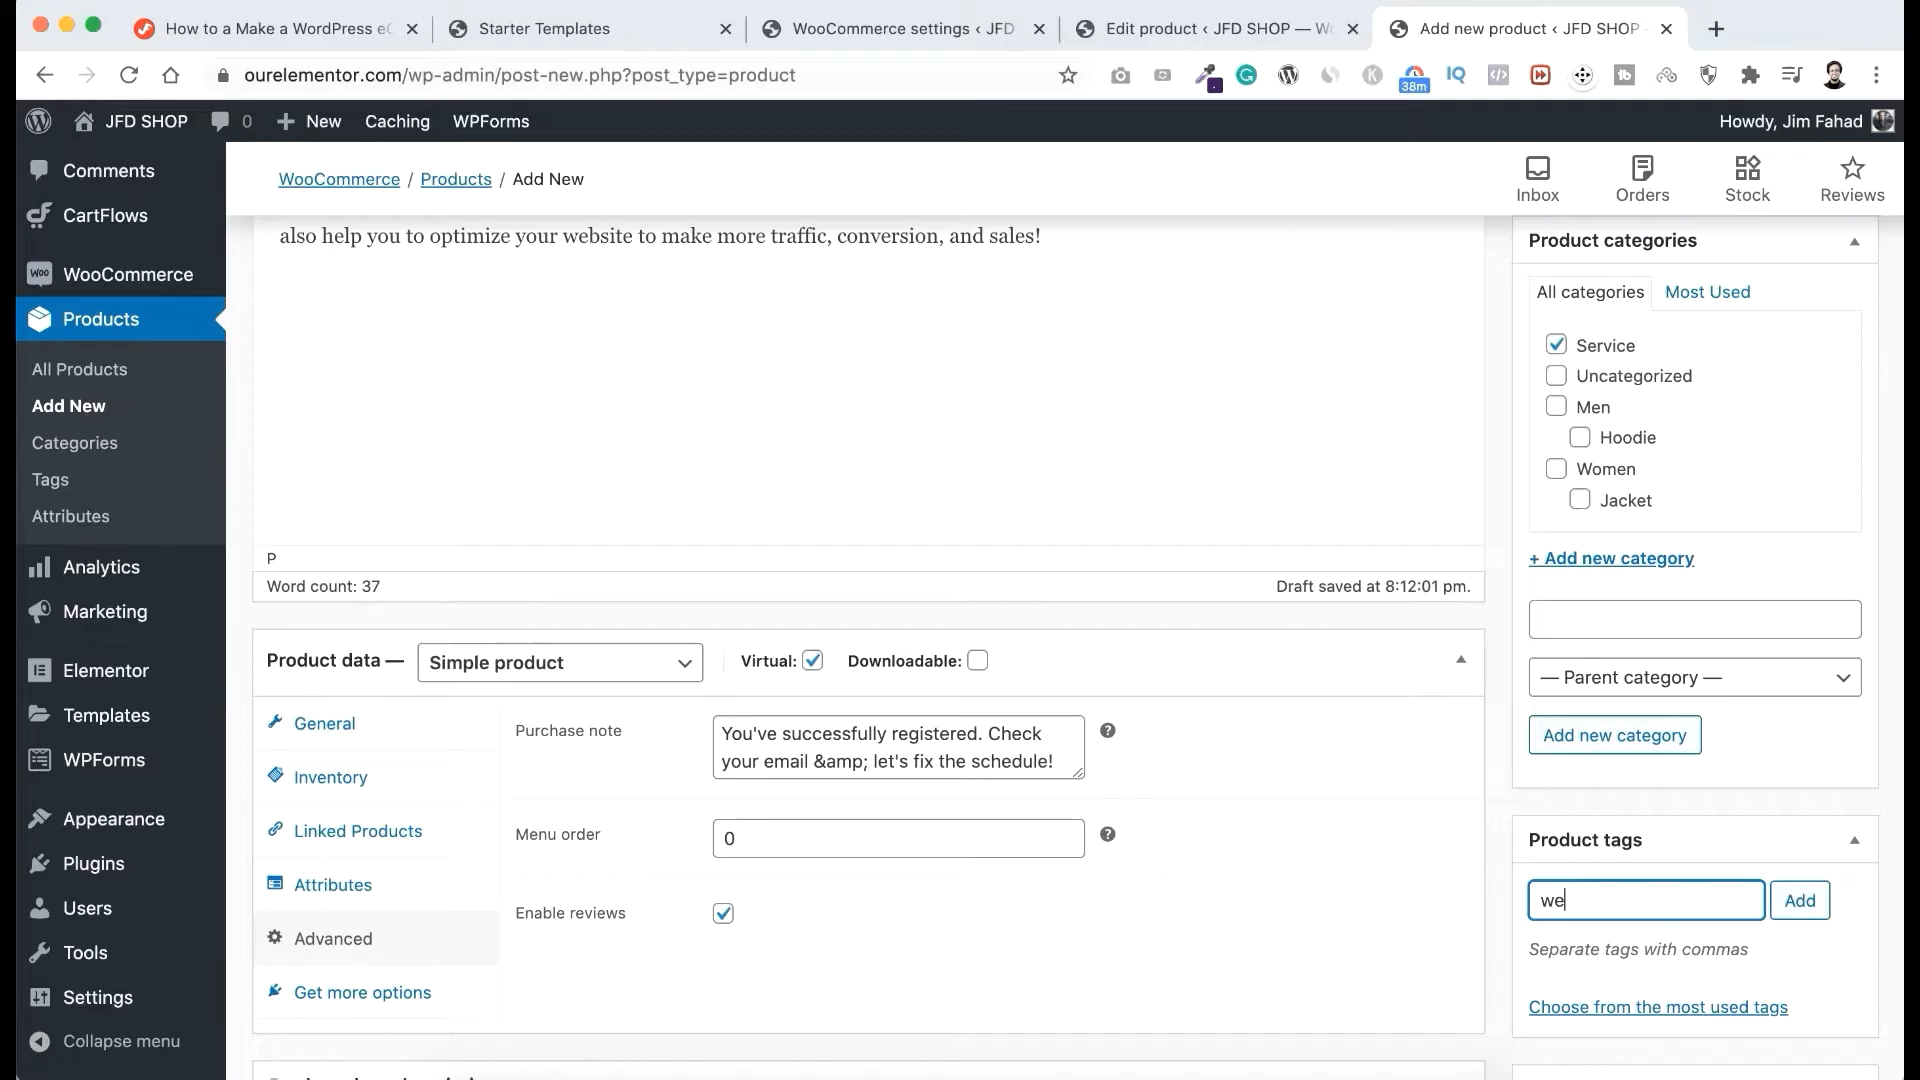 How to a Make a WordPress eC
Starter Templates
WooCommerce settings ‹ JFD
Edit product ‹ JFD SHOP — Wo
Add new product ‹ JFD SHOP
ourelementor.com/wp-admin/post-new.php?post_type=product
38m
JFD SHOP
0
New
Caching
WPForms
Howdy, Jim Fahad
Comments
CartFlows
WooCommerce
Products
All Products
Add New
Categories
Tags
Attributes
Analytics
Marketing
Elementor
Templates
WPForms
Appearance
Plugins
Users
Tools
Settings
Collapse menu
WooCommerce / Products / Add New
Inbox
Orders
Stock
Reviews
also help you to optimize your website to make more traffic, conversion, and sales!
P
Word count: 37
Draft saved at 8:12:01 pm.
Product data —
Simple product
Virtual:
Downloadable:
General
Inventory
Linked Products
Attributes
Advanced
Get more options
Purchase note
You've successfully registered. Check
your email &amp; let's fix the schedule!
Menu order
0
Enable reviews
Product categories
All categories
Most Used
Service
Uncategorized
Men
Hoodie
Women
Jacket
+ Add new category
— Parent category —
Add new category
Product tags
we
Add
Separate tags with commas
Choose from the most used tags